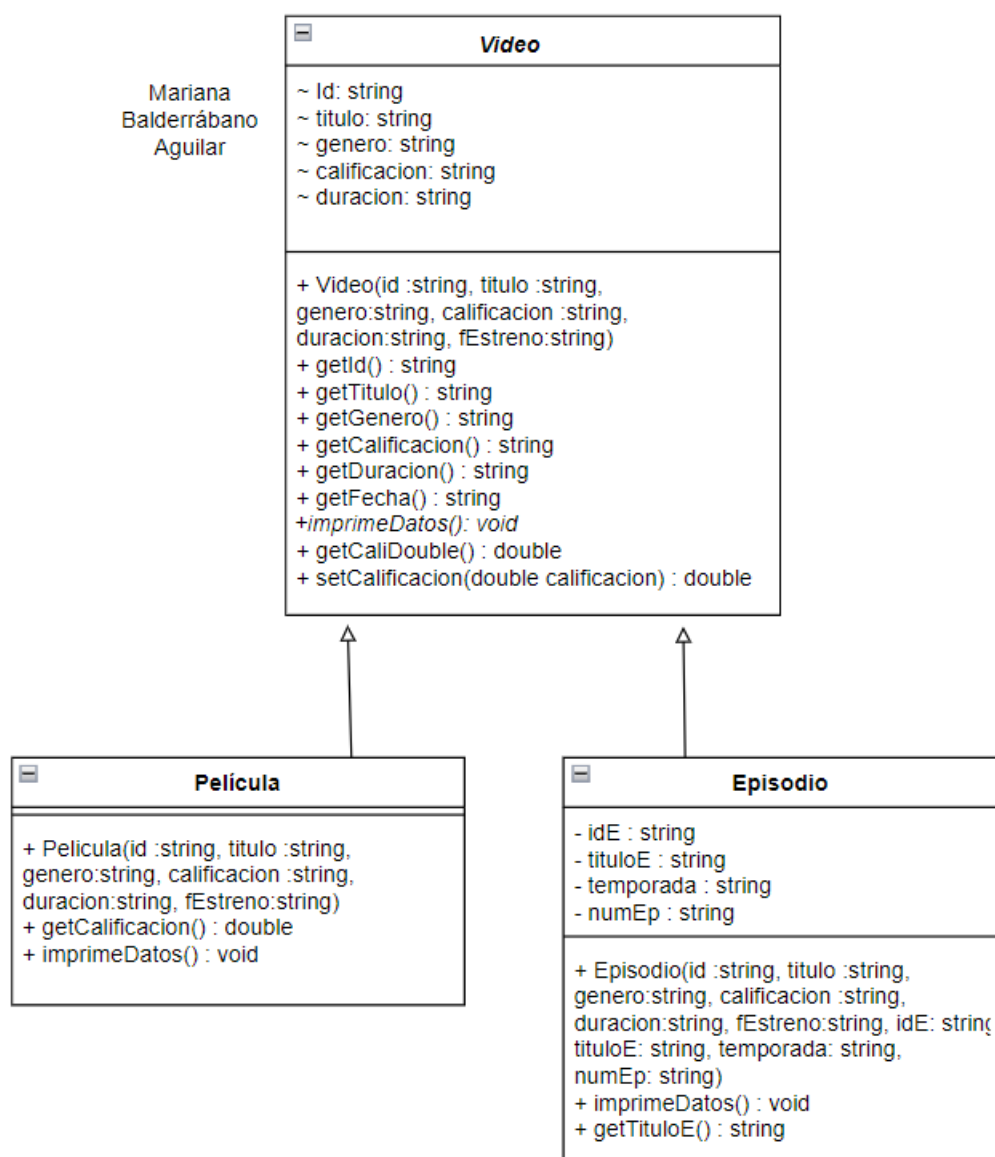 Video
Mariana
Balderrábano
Aguilar
~ Id: string
~ titulo: string
~ genero: string
~ calificacion: string
~ duracion: string
+ Video(id :string, titulo :string,
genero:string, calificacion :string,
duracion:string, fEstreno:string)
+ getId() : string
+ getTitulo() : string
+ getGenero() : string
+ getCalificacion() : string
+ getDuracion() : string
+ getFecha() : string
+imprimeDatos(): void
+ getCaliDouble() : double
+ setCalificacion(double calificacion) : double
Película
+ Pelicula(id :string, titulo :string,
genero:string, calificacion :string,
duracion:string, fEstreno:string)
+ getCalificacion() : double
+ imprimeDatos() : void
Episodio
- idE : string
- tituloE : string
- temporada : string
- numEp : string
+ Episodio(id :string, titulo :string,
genero:string, calificacion :string,
duracion:string, fEstreno:string, idE: string
tituloE: string, temporada: string,
numEp: string)
+ imprimeDatos() : void
+ getTituloE() : string